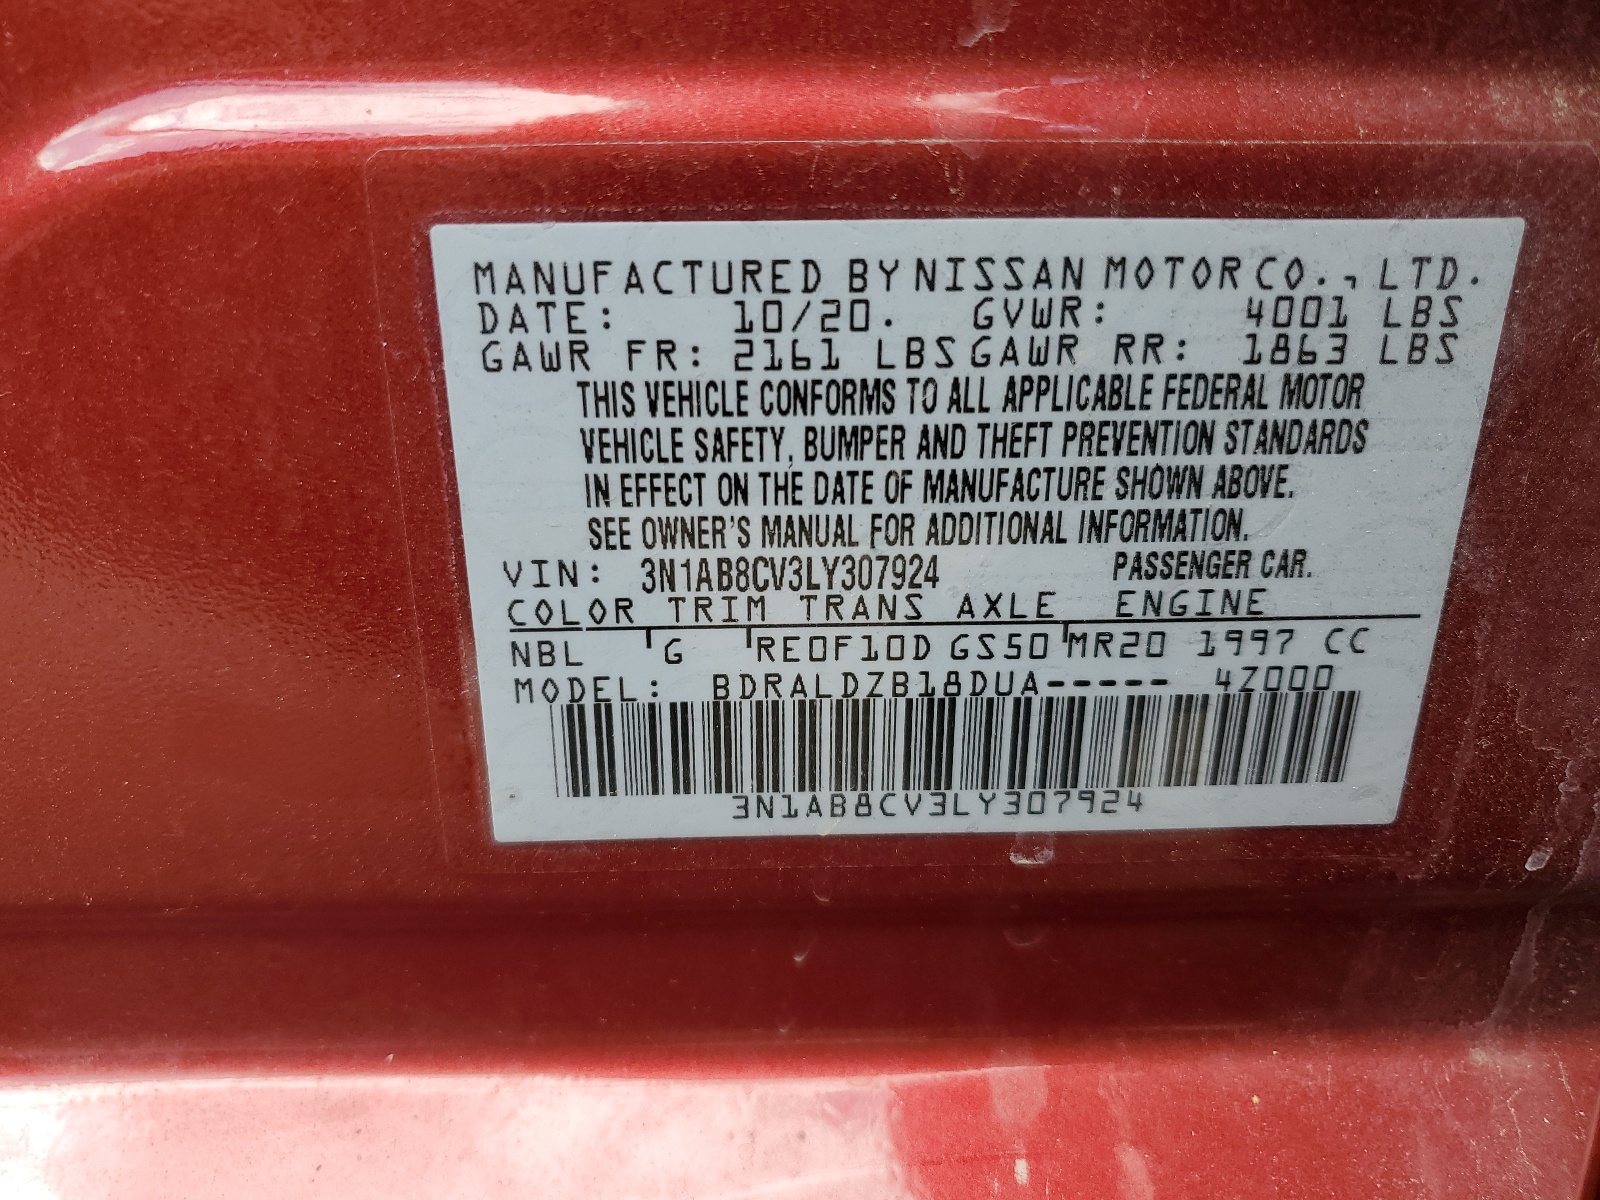 MANUFACTURED BY NISSAN MOTOR CO., LTD.
DATE: 10/20. GVWR: 4001 LBS
GAWR FR: 2161 LBS GAWR RR: 1863 LBS
THIS VEHICLE CONFORMS TO ALL APPLICABLE FEDERAL MOTOR
VEHICLE SAFETY, BUMPER AND THEFT PREVENTION STANDARDS
IN EFFECT ON THE DATE OF MANUFACTURE SHOWN ABOVE.
SEE OWNER'S MANUAL FOR ADDITIONAL INFORMATION.
VIN: 3N1AB8CV3LY307924 PASSENGER CAR.
COLOR TRIM TRANS AXLE ENGINE
NBL G RE0F10D GS50 MR20 1997 CC
MODEL: BDRALDZB18DUA----- 4Z000
3N1AB8CV3LY307924